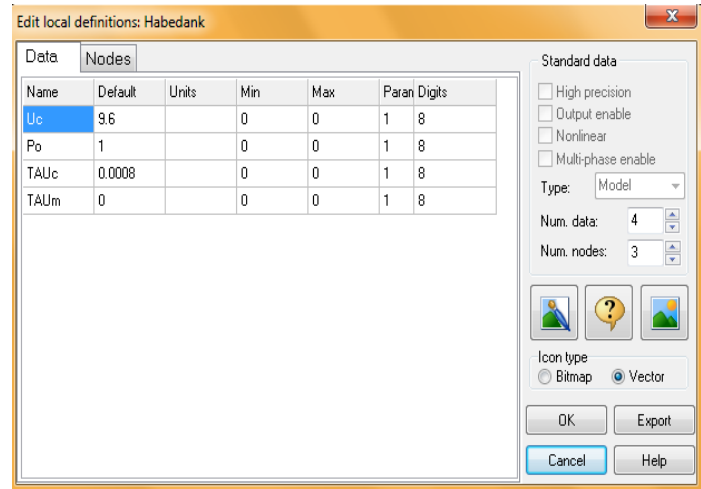 Edit local definitions: Habedank
x
Data Nodes
Name Default Units Min Max Param Digits
Uc 9.6 0 0 1 8
Po 1 0 0 1 8
TAUc 0.0008 0 0 1 8
TAUm 0 0 0 1 8
Standard data
High precision
Output enable
Nonlinear
Multi-phase enable
Type: Model
Num. data: 4
Num. nodes: 3
?
Icon type
Bitmap Vector
OK Export
Cancel Help